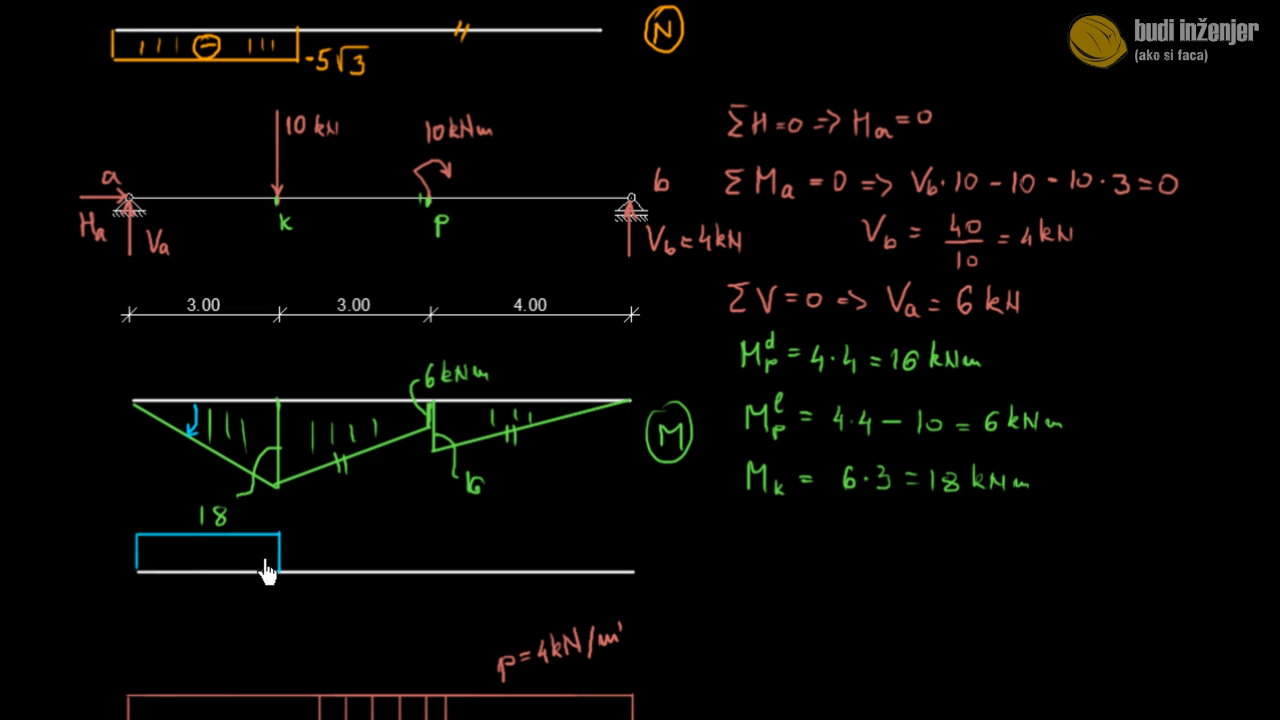 budi inženjer
(ako si faca)
N
-5√3
10 kN
10kNm
a
b
Ha
Va
K
P
Vb = 4kN
3.00 3.00 4.00
ΣH=0 => Ha=0
ΣMa=0 => Vb·10-10-10·3=0
Vb = 40/10 = 4kN
ΣV=0 => Va=6kN
Mpᵈ = 4·4 = 16 kNm
Mpˡ = 4·4-10 = 6 kNm
Mk = 6·3 = 18 kNm
6kNm
M
16
18
p=4kN/m'